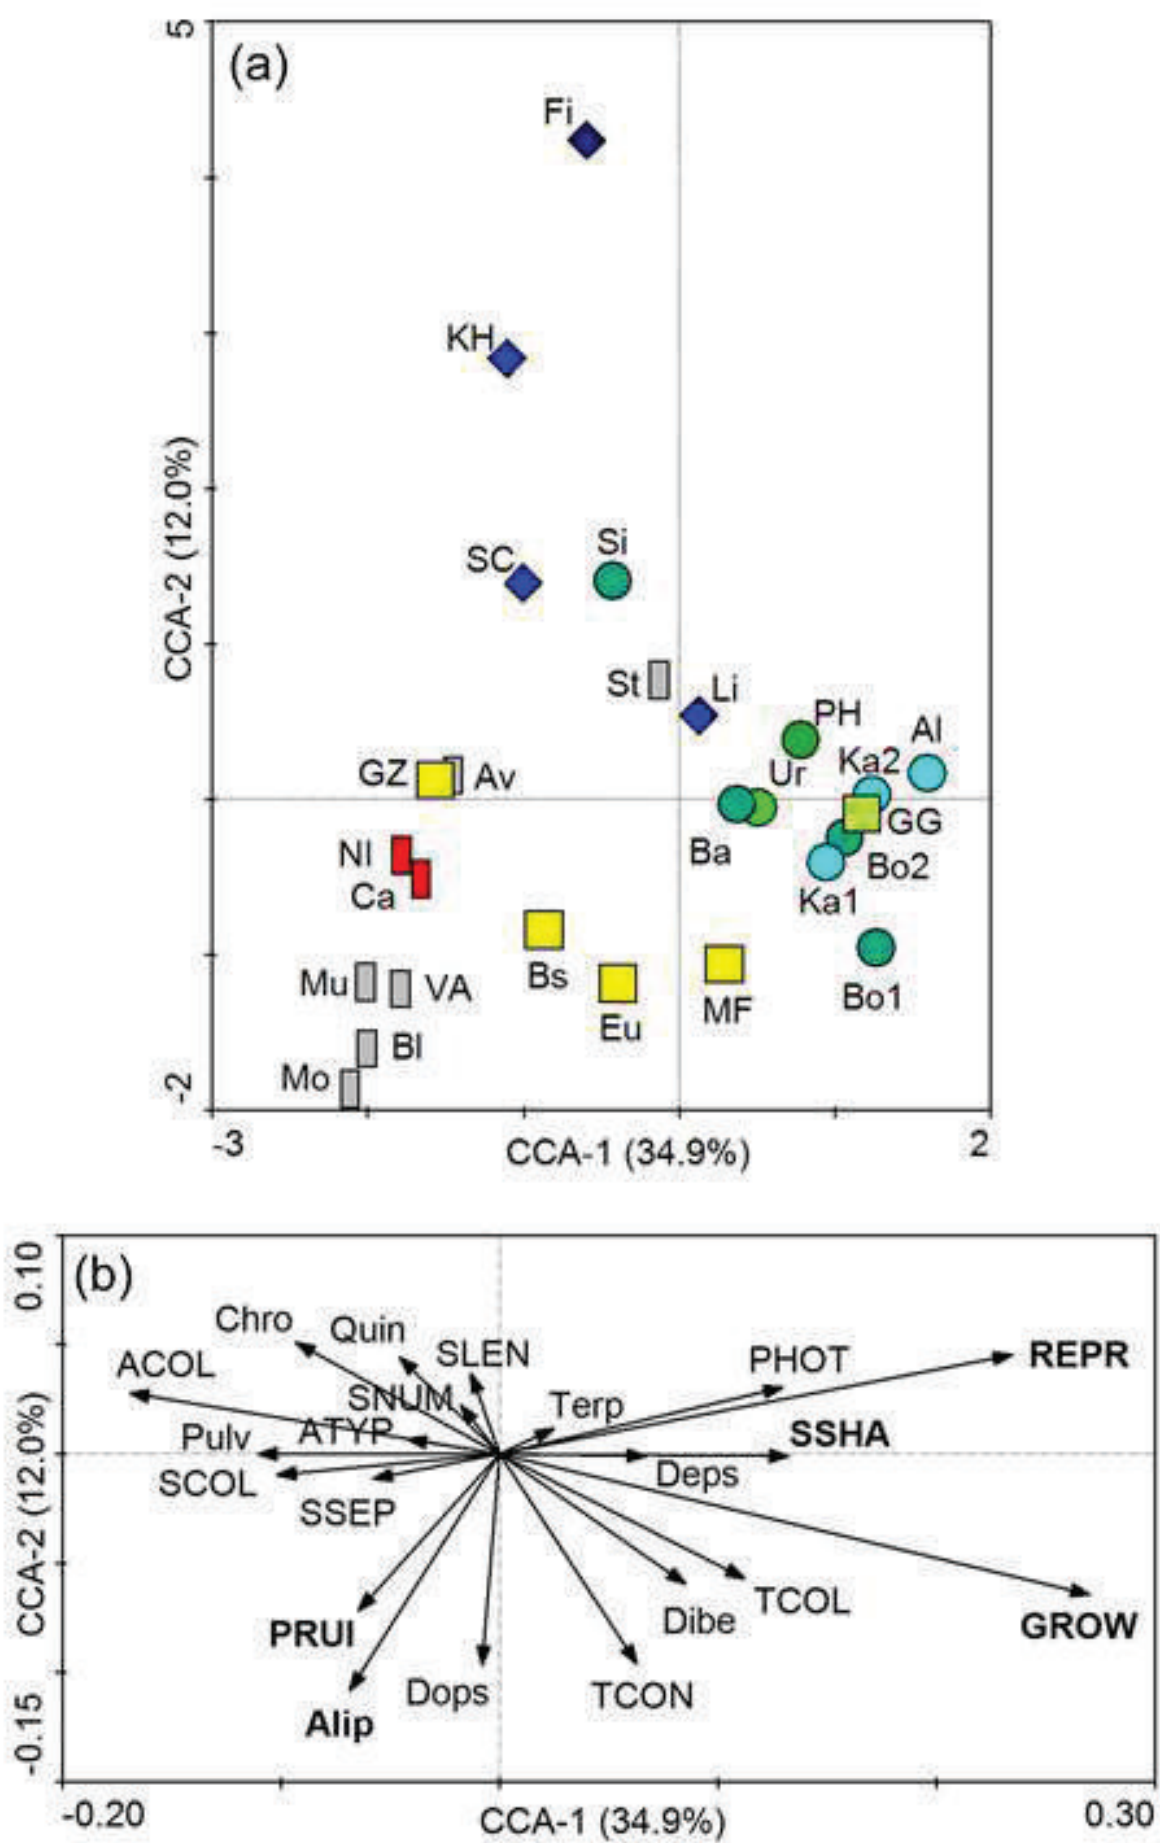 5
(a)
Fi
KH
SC
Si
St
Li
PH
Al
GZ
Av
Ur
Ka2
GG
Ba
Bo2
Nl
Ca
Ka1
Bs
Mu
VA
Eu
MF
Bo1
Bl
Mo
CCA-2 (12.0%)
-2
-3
CCA-1 (34.9%)
2
0.10
(b)
Chro
Quin
SLEN
PHOT
REPR
ACOL
SNUM
Terp
Pulv
ATYP
SSHA
SCOL
Deps
SSEP
PRUI
Dibe
TCOL
GROW
Dops
TCON
Alip
CCA-2 (12.0%)
-0.15
-0.20
CCA-1 (34.9%)
0.30